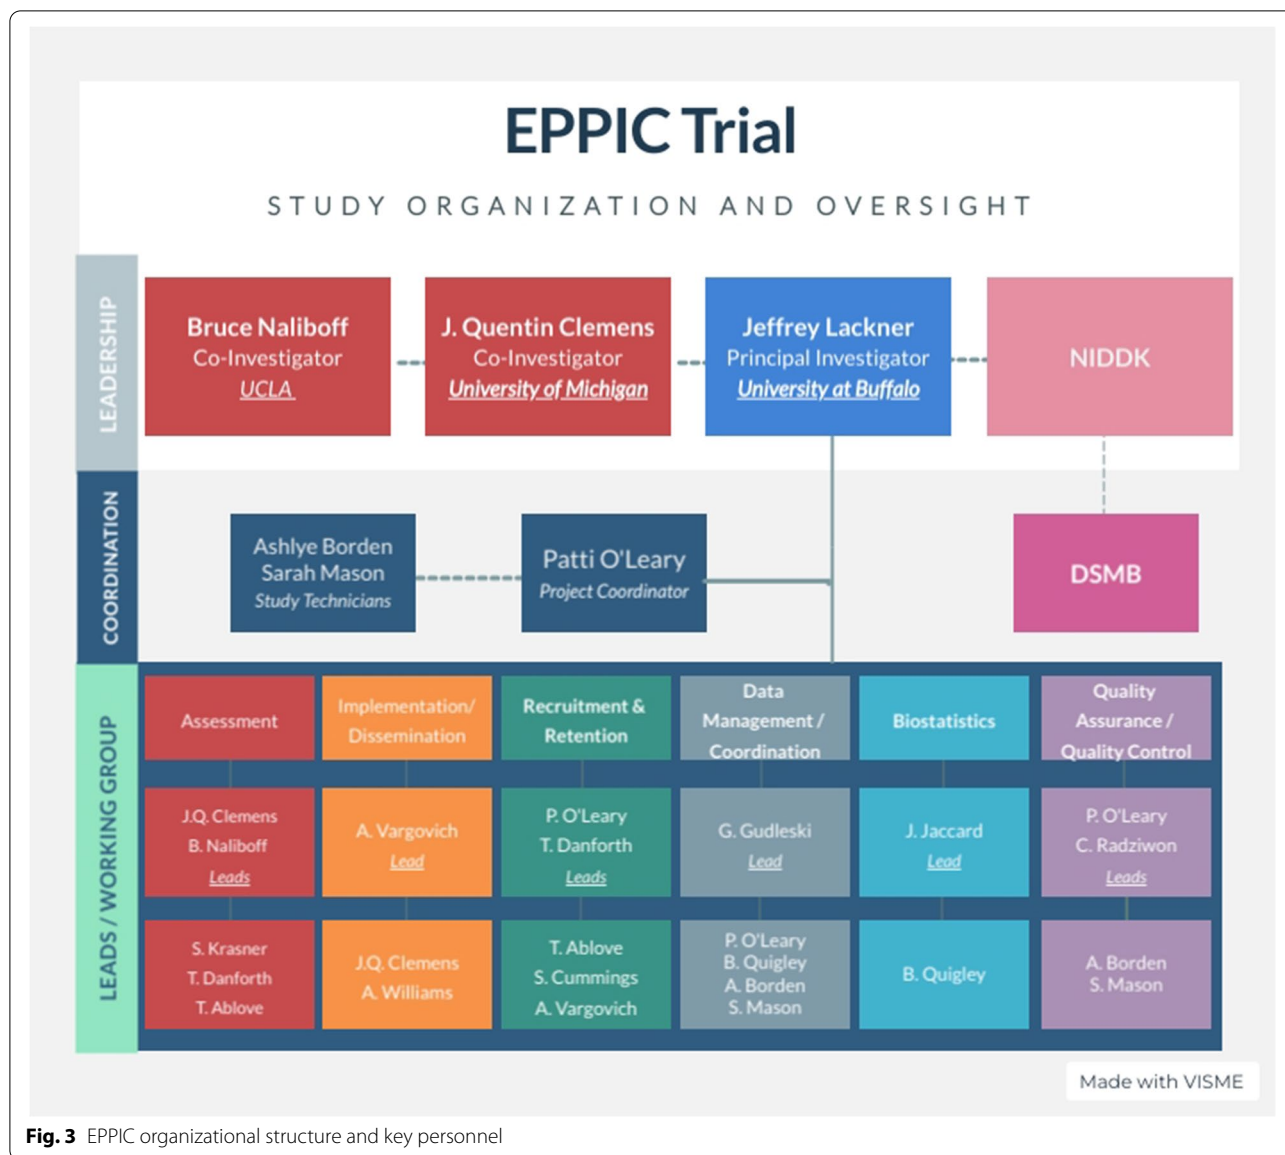 EPPIC Trial
STUDY ORGANIZATION AND OVERSIGHT
LEADERSHIP
Bruce Naliboff
Co-Investigator
UCLA
J. Quentin Clemens
Co-Investigator
University of Michigan
Jeffrey Lackner
Principal Investigator
University at Buffalo
NIDDK
COORDINATION
Ashlye Borden
Sarah Mason
Study Technicians
Patti O'Leary
Project Coordinator
DSMB
LEADS / WORKING GROUP
Assessment
Implementation/
Dissemination
Recruitment &
Retention
Data
Management /
Coordination
Biostatistics
Quality
Assurance /
Quality Control
J.Q. Clemens
B. Naliboff
Leads
A. Vargovich
Lead
P. O'Leary
T. Danforth
Leads
G. Gudleski
Lead
J. Jaccard
Lead
P. O'Leary
C. Radziwon
Leads
S. Krasner
T. Danforth
T. Ablove
J.Q. Clemens
A. Williams
T. Ablove
S. Cummings
A. Vargovich
P. O'Leary
B. Quigley
A. Borden
S. Mason
B. Quigley
A. Borden
S. Mason
Made with VISME
Fig. 3 EPPIC organizational structure and key personnel